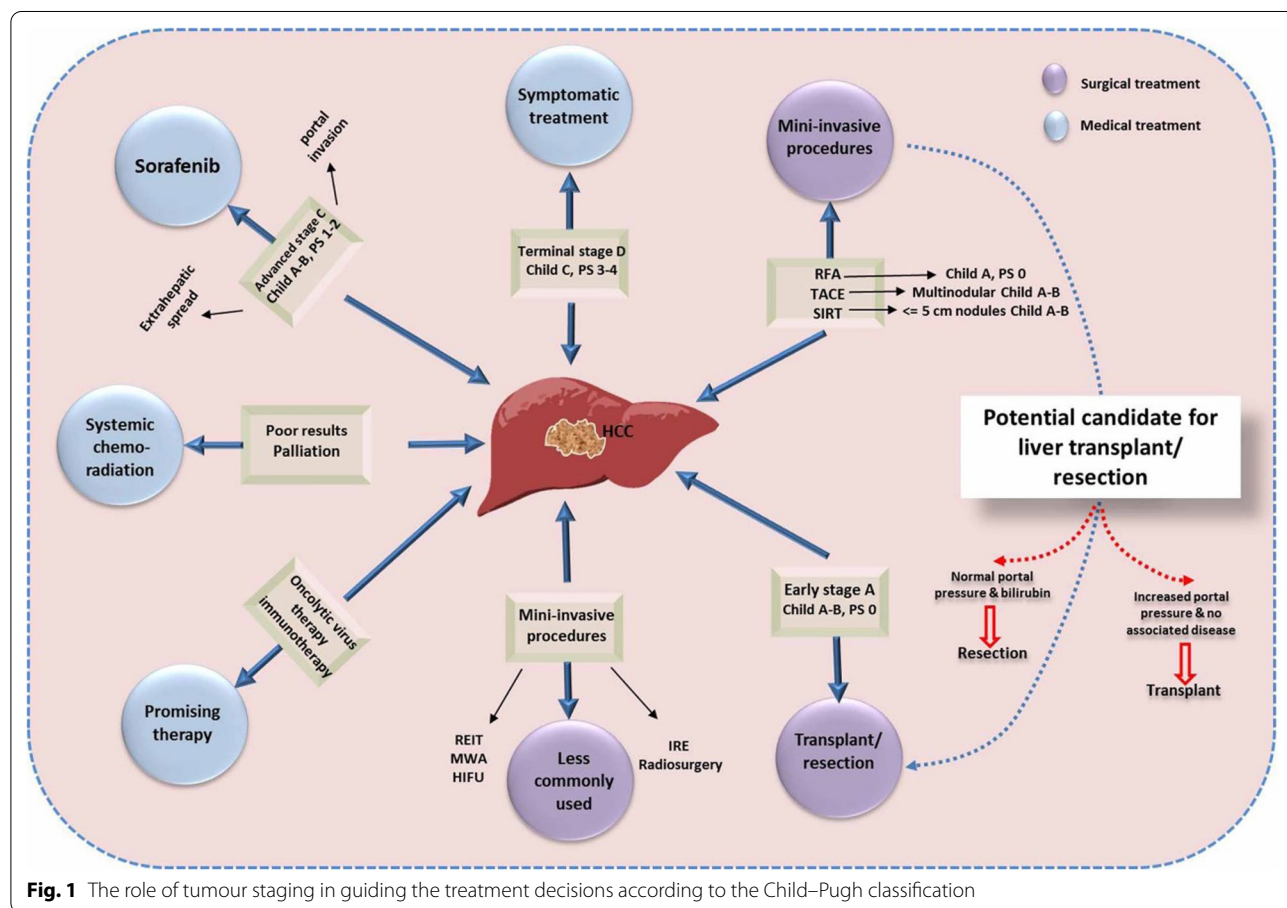 Surgical treatment
Medical treatment
Sorafenib
portal
invasion
Advanced stage C
Child A-B, PS 1-2
Extrahepatic
spread
Symptomatic
treatment
Terminal stage D
Child C, PS 3-4
Mini-invasive
procedures
RFA
TACE
SIRT
Child A, PS 0
Multinodular Child A-B
<= 5 cm nodules Child A-B
Systemic
chemo-
radiation
Poor results
Palliation
HCC
Potential candidate for
liver transplant/
resection
Normal portal
pressure & bilirubin
Resection
Increased portal
pressure & no
associated disease
Transplant
Oncolytic virus
therapy
immunotherapy
Promising
therapy
Mini-invasive
procedures
REIT
MWA
HIFU
IRE
Radiosurgery
Less
commonly
used
Early stage A
Child A-B, PS 0
Transplant/
resection
Fig. 1 The role of tumour staging in guiding the treatment decisions according to the Child–Pugh classification